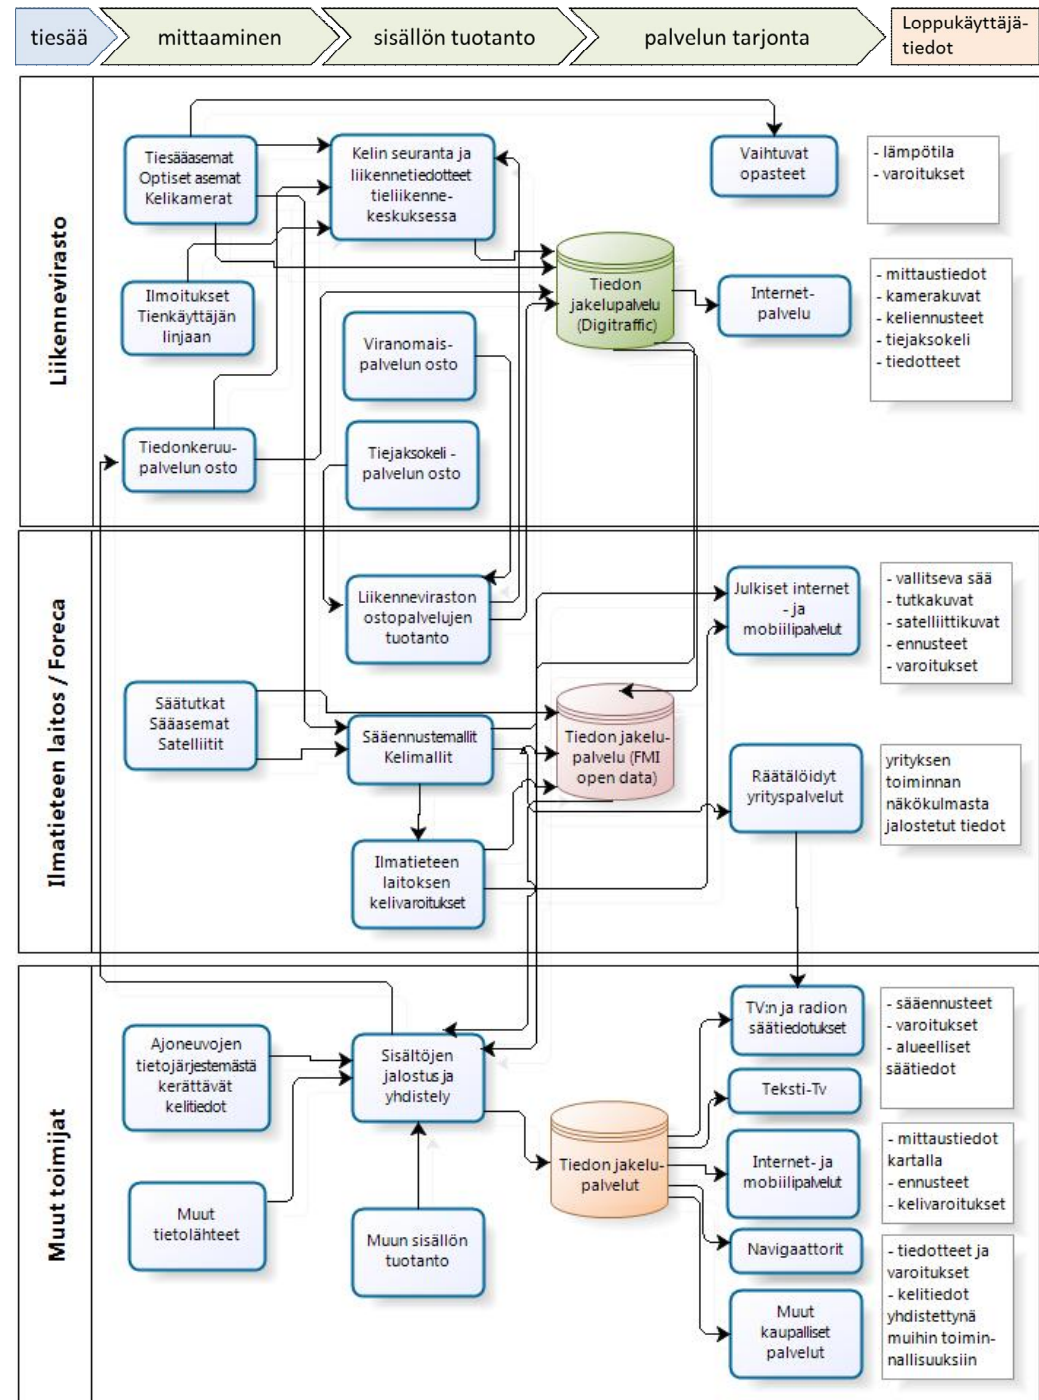 tiesää
mittaaminen
sisällön tuotanto
palvelun tarjonta
Loppukäyttäjä-
tiedot
Liikennevirasto
Tiesääasemat
Optiset asemat
Kelikamerat
Kelin seuranta ja
liikennetiedotteet
tieliikenne-
keskuksessa
Vaihtuvat
opasteet
- lämpötila
- varoitukset
Ilmoitukset
Tienkäyttäjän
linjaan
Tiedon
jakelupalvelu
(Digitraffic)
Internet-
palvelu
- mittaustiedot
- kamerakuvat
- keliennusteet
- tiejaksokeli
- tiedotteet
Viranomais-
palvelun osto
Tiedonkeruu-
palvelun osto
Tiejaksokeli -
palvelun osto
Ilmatieteen laitos / Foreca
Liikenneviraston
ostopalvelujen
tuotanto
Julkiset internet
- ja
mobiilipalvelut
- vallitseva sää
- tutkakuvat
- satelliittikuvat
- ennusteet
- varoitukset
Säätutkat
Sääasemat
Satelliitit
Sääennustemallit
Kelimallit
Tiedon jakelu-
palvelu (FMI
open data)
Räätälöidyt
yrityspalvelut
yrityksen
toiminnan
näkökulmasta
jalostetut tiedot
Ilmatieteen
laitoksen
kelivaroitukset
Muut toimijat
Ajoneuvojen
tietojärjestemästä
kerättävät
kelitiedot
Sisältöjen
jalostus ja
yhdistely
TV:n ja radion
säätiedotukset
- sääennusteet
- varoitukset
- alueelliset
säätiedot
Teksti-Tv
Tiedon jakelu-
palvelut
Internet- ja
mobiilipalvelut
- mittaustiedot
kartalla
- ennusteet
- kelivaroitukset
Muut
tietolähteet
Muun sisällön
tuotanto
Navigaattorit
- tiedotteet ja
varoitukset
- kelitiedot
yhdistettynä
muihin toimin-
nallisuuksiin
Muut
kaupalliset
palvelut